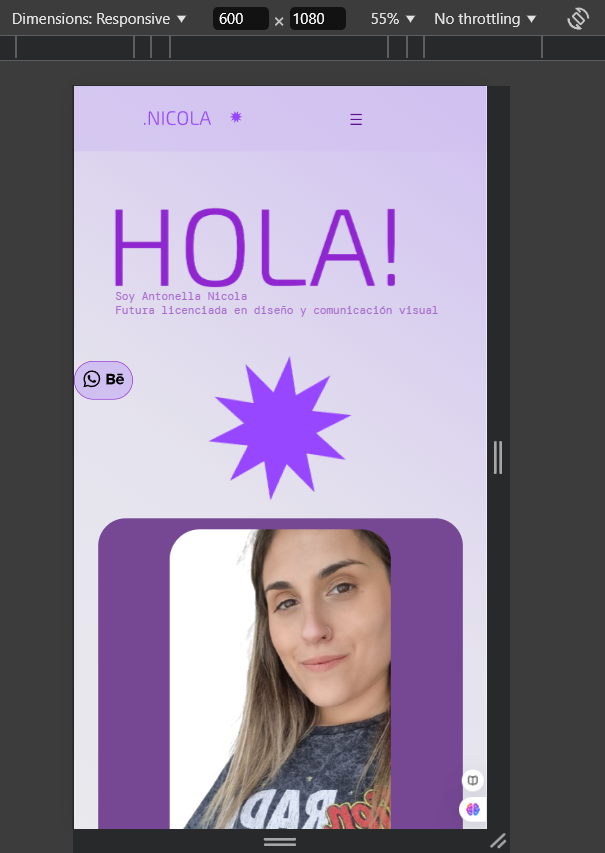 Dimensions: Responsive ▼ 600 × 1080 55% ▼ No throttling ▼
.NICOLA
HOLA!
Soy Antonella Nicola
Futura licenciada en diseño y comunicación visual
Bē